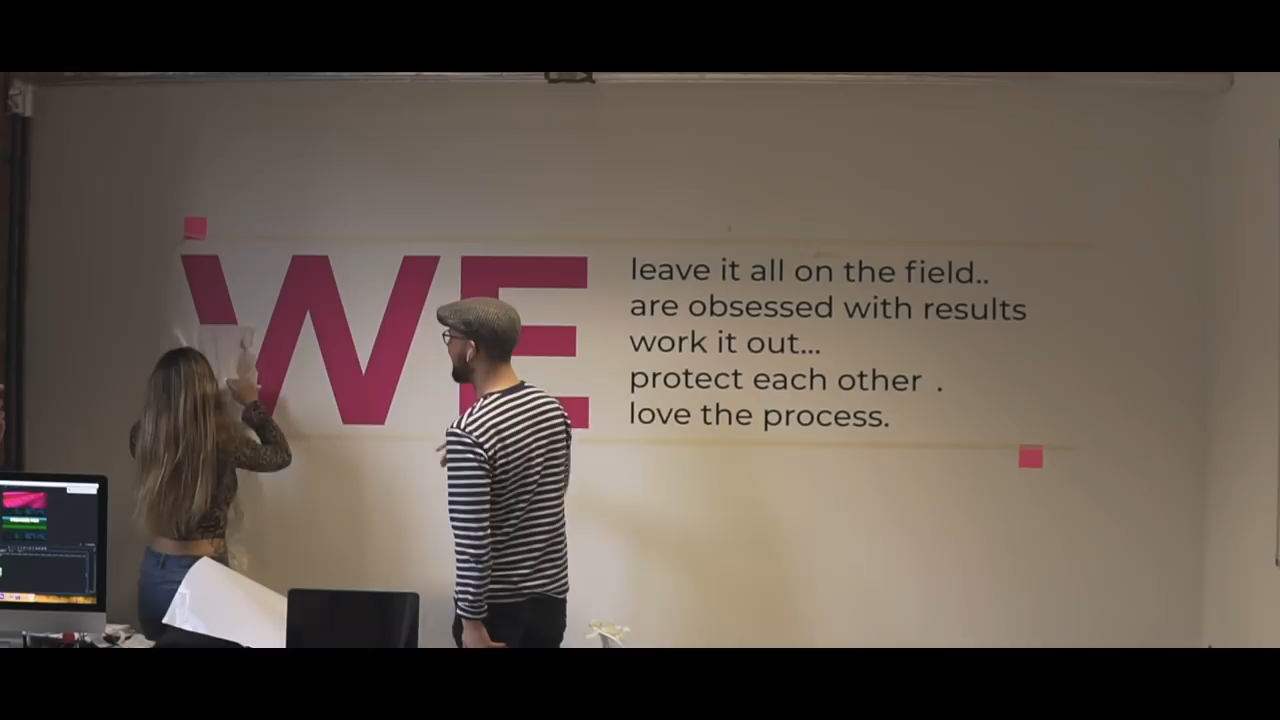 WE
leave it all on the field..
are obsessed with results
work it out...
protect each other .
love the process.